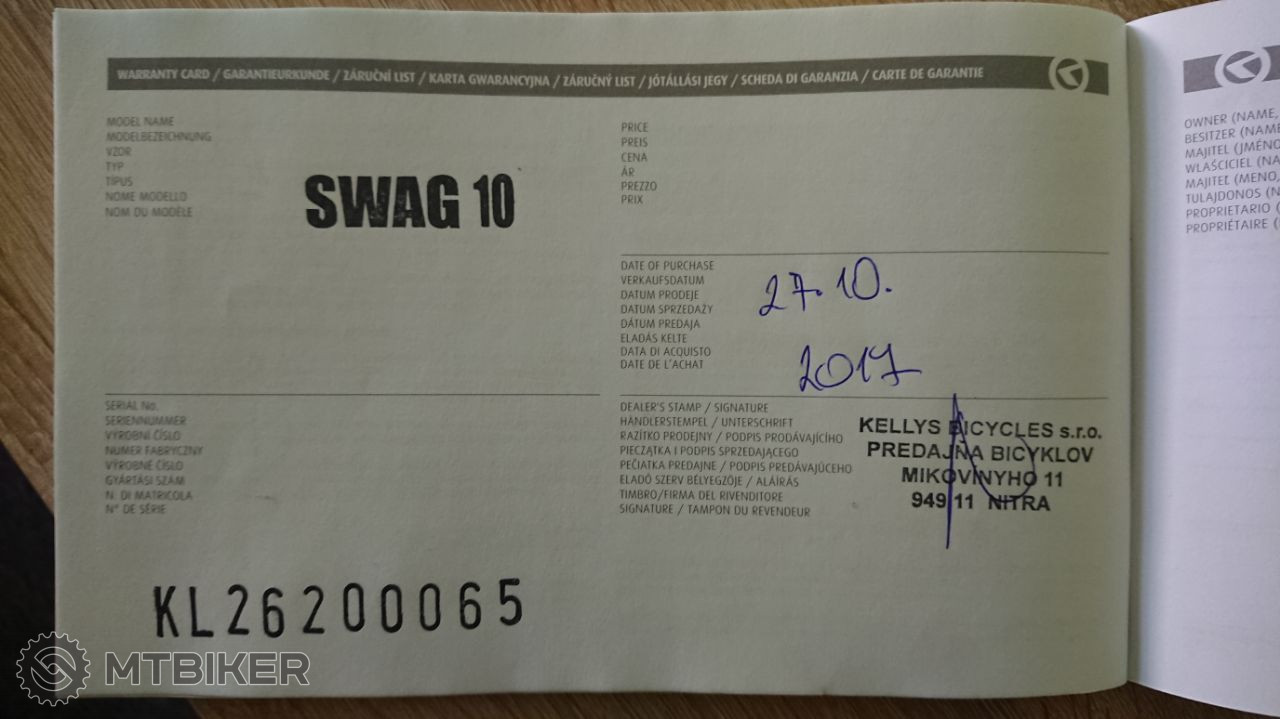 WARRANTY CARD / GARANTIEURKUNDE / ZÁRUČNÍ LIST / KARTA GWARANCYJNA / ZÁRUČNÝ LIST / JÓTÁLLÁSI JEGY / SCHEDA DI GARANZIA / CARTE DE GARANTIE
MODEL NAME
MODELBEZEICHNUNG
VZOR
TYP
TÍPUS
NOME MODELLO
NOM DU MODÈLE
SWAG 10
PRICE
PREIS
CENA
ÁR
PREZZO
PRIX
DATE OF PURCHASE
VERKAUFSDATUM
DATUM PRODEJE
DATUM SPRZEDAŻY
DÁTUM PREDAJA
ELADÁS KELTE
DATA DI ACQUISTO
DATE DE L'ACHAT
27.10.
2017
SERIAL No.
SERIENNUMMER
VÝROBNÍ ČÍSLO
NUMER FABRYCZNY
VÝROBNÉ ČÍSLO
GYÁRTÁSI SZÁM
N. DI MATRICOLA
N° DE SÉRIE
KL26200065
DEALER'S STAMP / SIGNATURE
HÄNDLERSTEMPEL / UNTERSCHRIFT
RAZÍTKO PRODEJNY / PODPIS PRODÁVAJÍCÍHO
PIECZĄTKA I PODPIS SPRZEDAJĄCEGO
PEČIATKA PREDAJNE / PODPIS PREDÁVAJÚCEHO
ELADÓ SZERV BÉLYEGZŐJE / ALÁÍRÁS
TIMBRO/FIRMA DEL RIVENDITORE
SIGNATURE / TAMPON DU REVENDEUR
KELLYS BICYCLES s.r.o.
PREDAJŇA BICYKLOV
MIKOVÍNYHO 11
949 11 NITRA
OWNER (NAME,
BESITZER (NAME
MAJITEL (JMÉNO
WŁAŚCICIEL (NA
MAJITEĽ (MENO,
TULAJDONOS (N
PROPRIETARIO (
PROPRIÉTAIRE (
MTBIKER